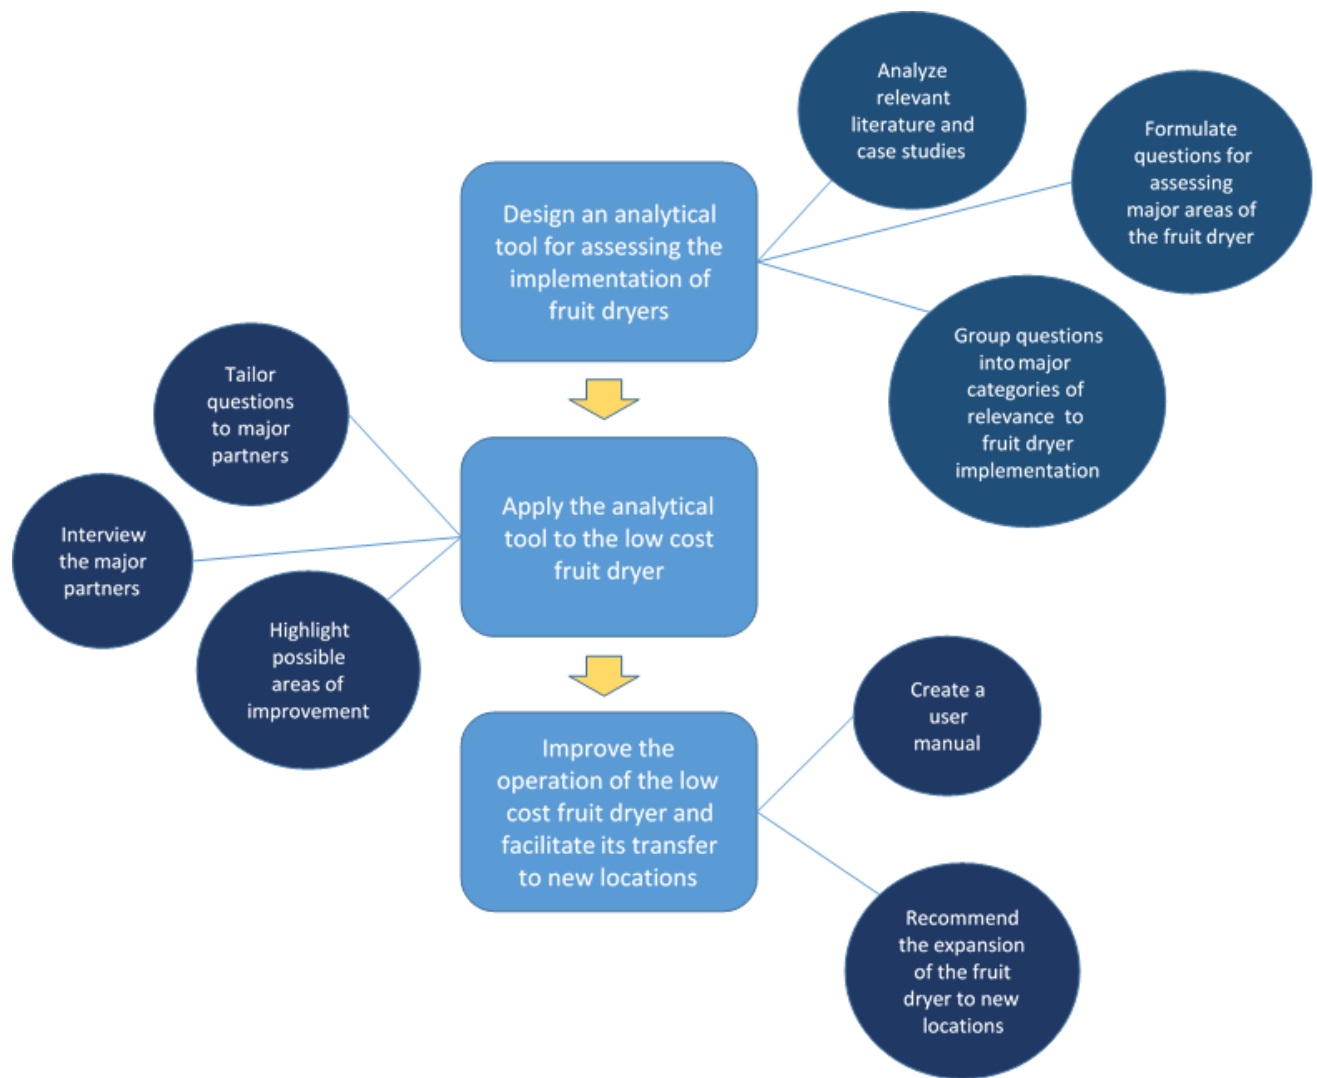 Analyze
relevant
literature and
case studies
Formulate
questions for
assessing
major areas of
the fruit dryer
Design an analytical
tool for assessing the
implementation of
fruit dryers
Group questions
into major
categories of
relevance to
fruit dryer
implementation
Tailor
questions
to major
partners
Interview
the major
partners
Highlight
possible
areas of
improvement
Apply the analytical
tool to the low cost
fruit dryer
Improve the
operation of the low
cost fruit dryer and
facilitate its transfer
to new locations
Create a
user
manual
Recommend
the expansion
of the fruit
dryer to new
locations